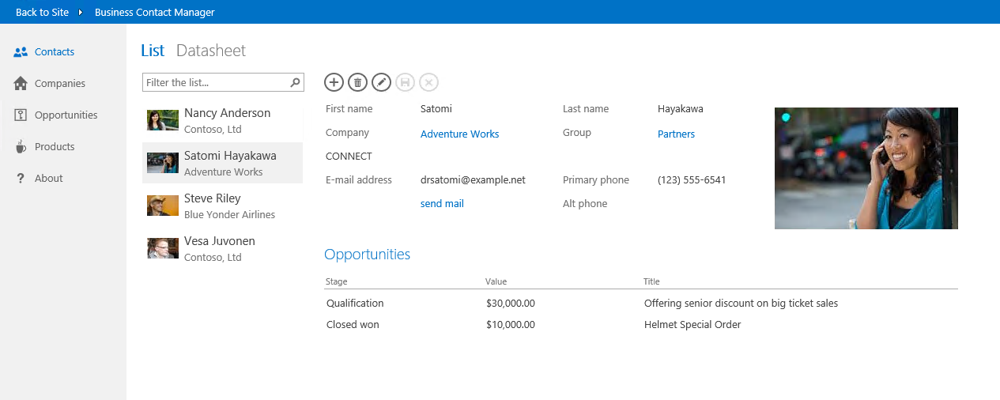 Back to Site Business Contact Manager
Contacts
Companies
Opportunities
Products
? About
List Datasheet
Filter the list...
Nancy Anderson
Contoso, Ltd
Satomi Hayakawa
Adventure Works
Steve Riley
Blue Yonder Airlines
Vesa Juvonen
Contoso, Ltd
First name Satomi Last name Hayakawa
Company Adventure Works Group Partners
CONNECT
E-mail address drsatomi@example.net Primary phone (123) 555-6541
send mail Alt phone
Opportunities
Stage Value Title
Qualification $30,000.00 Offering senior discount on big ticket sales
Closed won $10,000.00 Helmet Special Order